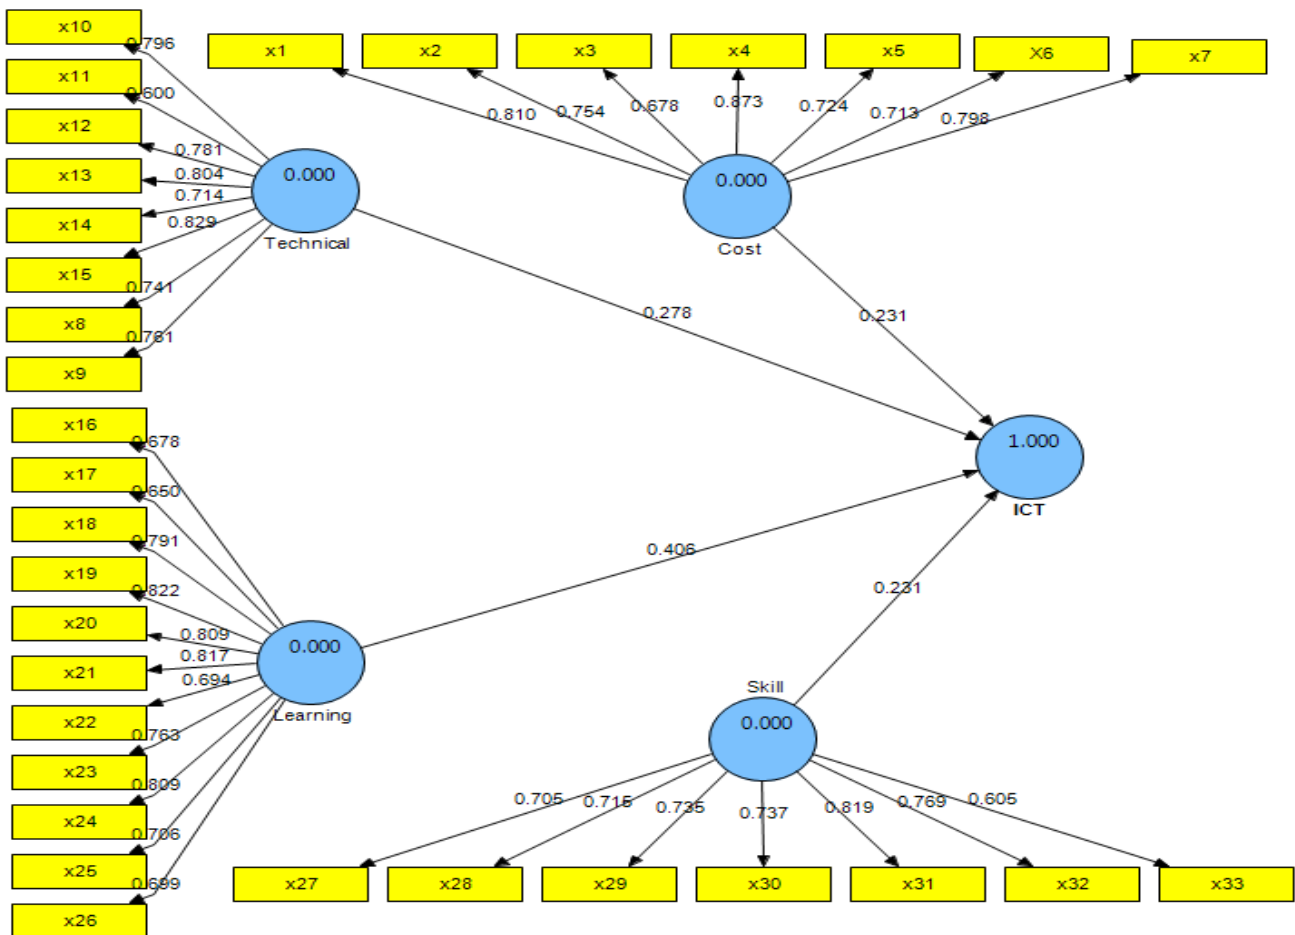 x10
0.796
x11
0.600
x12
0.781
x13
0.804
x14
0.714
0.829
x15
0.741
x8
0.761
x9
0.000
Technical
x1
x2
x3
x4
x5
X6
x7
0.810
0.754
0.678
0.873
0.724
0.713
0.798
0.000
Cost
0.278
0.231
1.000
ICT
0.406
0.231
x16
0.678
x17
0.650
x18
0.791
x19
0.822
x20
0.809
x21
0.817
0.694
x22
0.763
x23
0.809
x24
0.706
x25
0.699
x26
0.000
Learning
Skill
0.000
0.705
0.715
0.735
0.737
0.819
0.769
0.605
x27
x28
x29
x30
x31
x32
x33